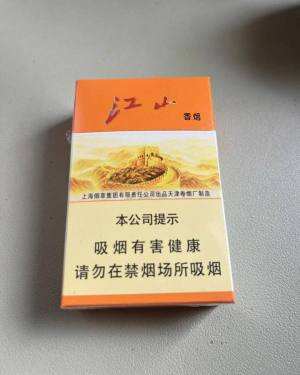 江山 香烟
上海烟草集团有限责任公司出品天津卷烟厂制造
本公司提示
吸烟有害健康
请勿在禁烟场所吸烟